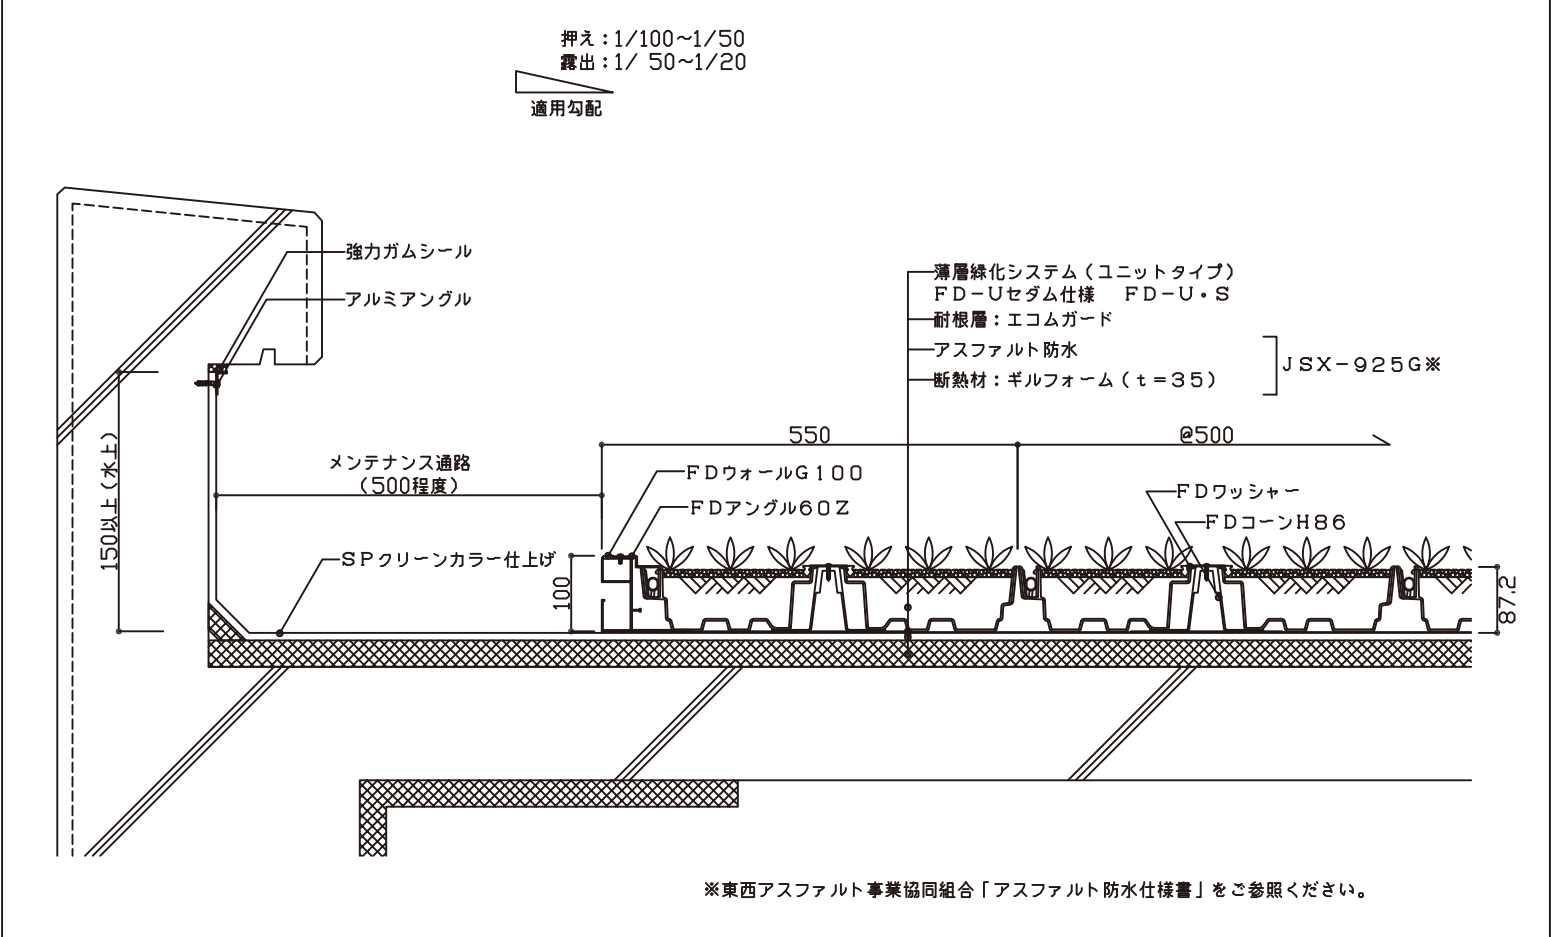 押え：1/100～1/50
露出：1/ 50～1/20
適用勾配
強力ガムシール
アルミアングル
薄層緑化システム（ユニットタイプ）
ＦＤ－Ｕセダム仕様　ＦＤ－Ｕ・Ｓ
耐根層：エコムガード
アスファルト防水
断熱材：ギルフォーム（ｔ＝３５）
ＪＳＸ－９２５Ｇ※
150以上（水上）
メンテナンス通路
（500程度）
550
@500
ＦＤウォールＧ１００
ＦＤアングル６０Ｚ
ＦＤワッシャー
ＦＤコーンＨ８６
ＳＰクリーンカラー仕上げ
100
87.2
※東西アスファルト事業協同組合「アスファルト防水仕様書」をご参照ください。